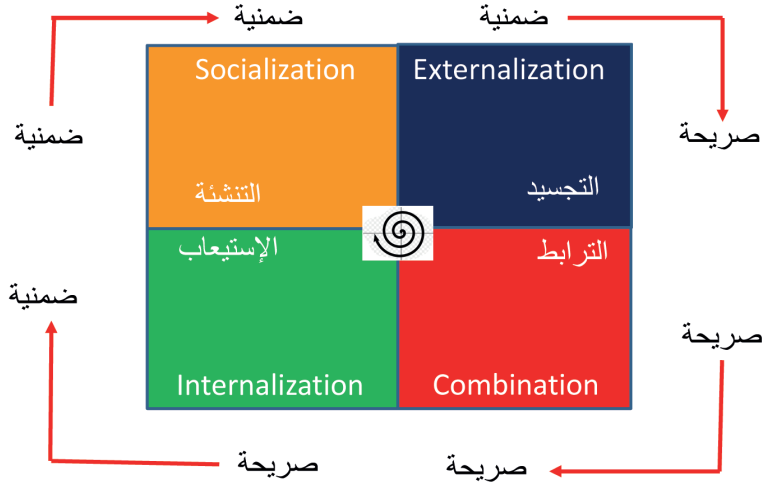 ضمنية ضمنية
Socialization Externalization
ضمنية صريحة
التنشئة التجسيد
الإستيعاب الترابط
ضمنية صريحة
Internalization Combination
صريحة صريحة